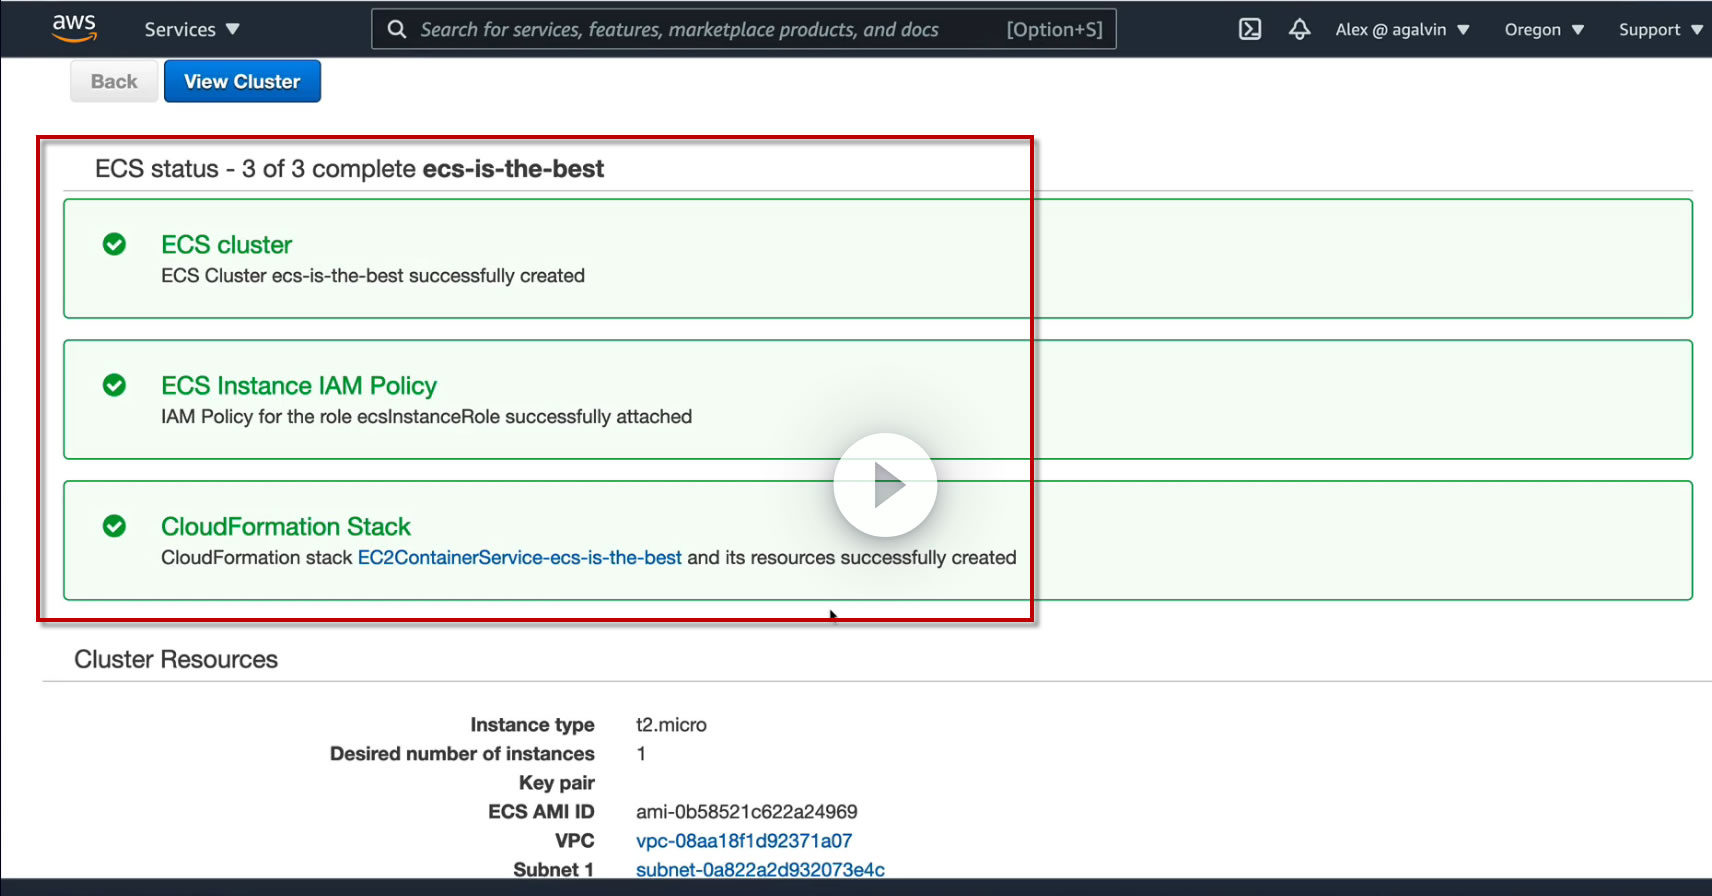 aws
Services
Search for services, features, marketplace products, and docs [Option+S]
Alex @ agalvin
Oregon
Support
Back
View Cluster
ECS status - 3 of 3 complete ecs-is-the-best
ECS cluster
ECS Cluster ecs-is-the-best successfully created
ECS Instance IAM Policy
IAM Policy for the role ecsInstanceRole successfully attached
CloudFormation Stack
CloudFormation stack EC2ContainerService-ecs-is-the-best and its resources successfully created
Cluster Resources
Instance type t2.micro
Desired number of instances 1
Key pair
ECS AMI ID ami-0b58521c622a24969
VPC vpc-08aa18f1d92371a07
Subnet 1 subnet-0a822a2d932073e4c